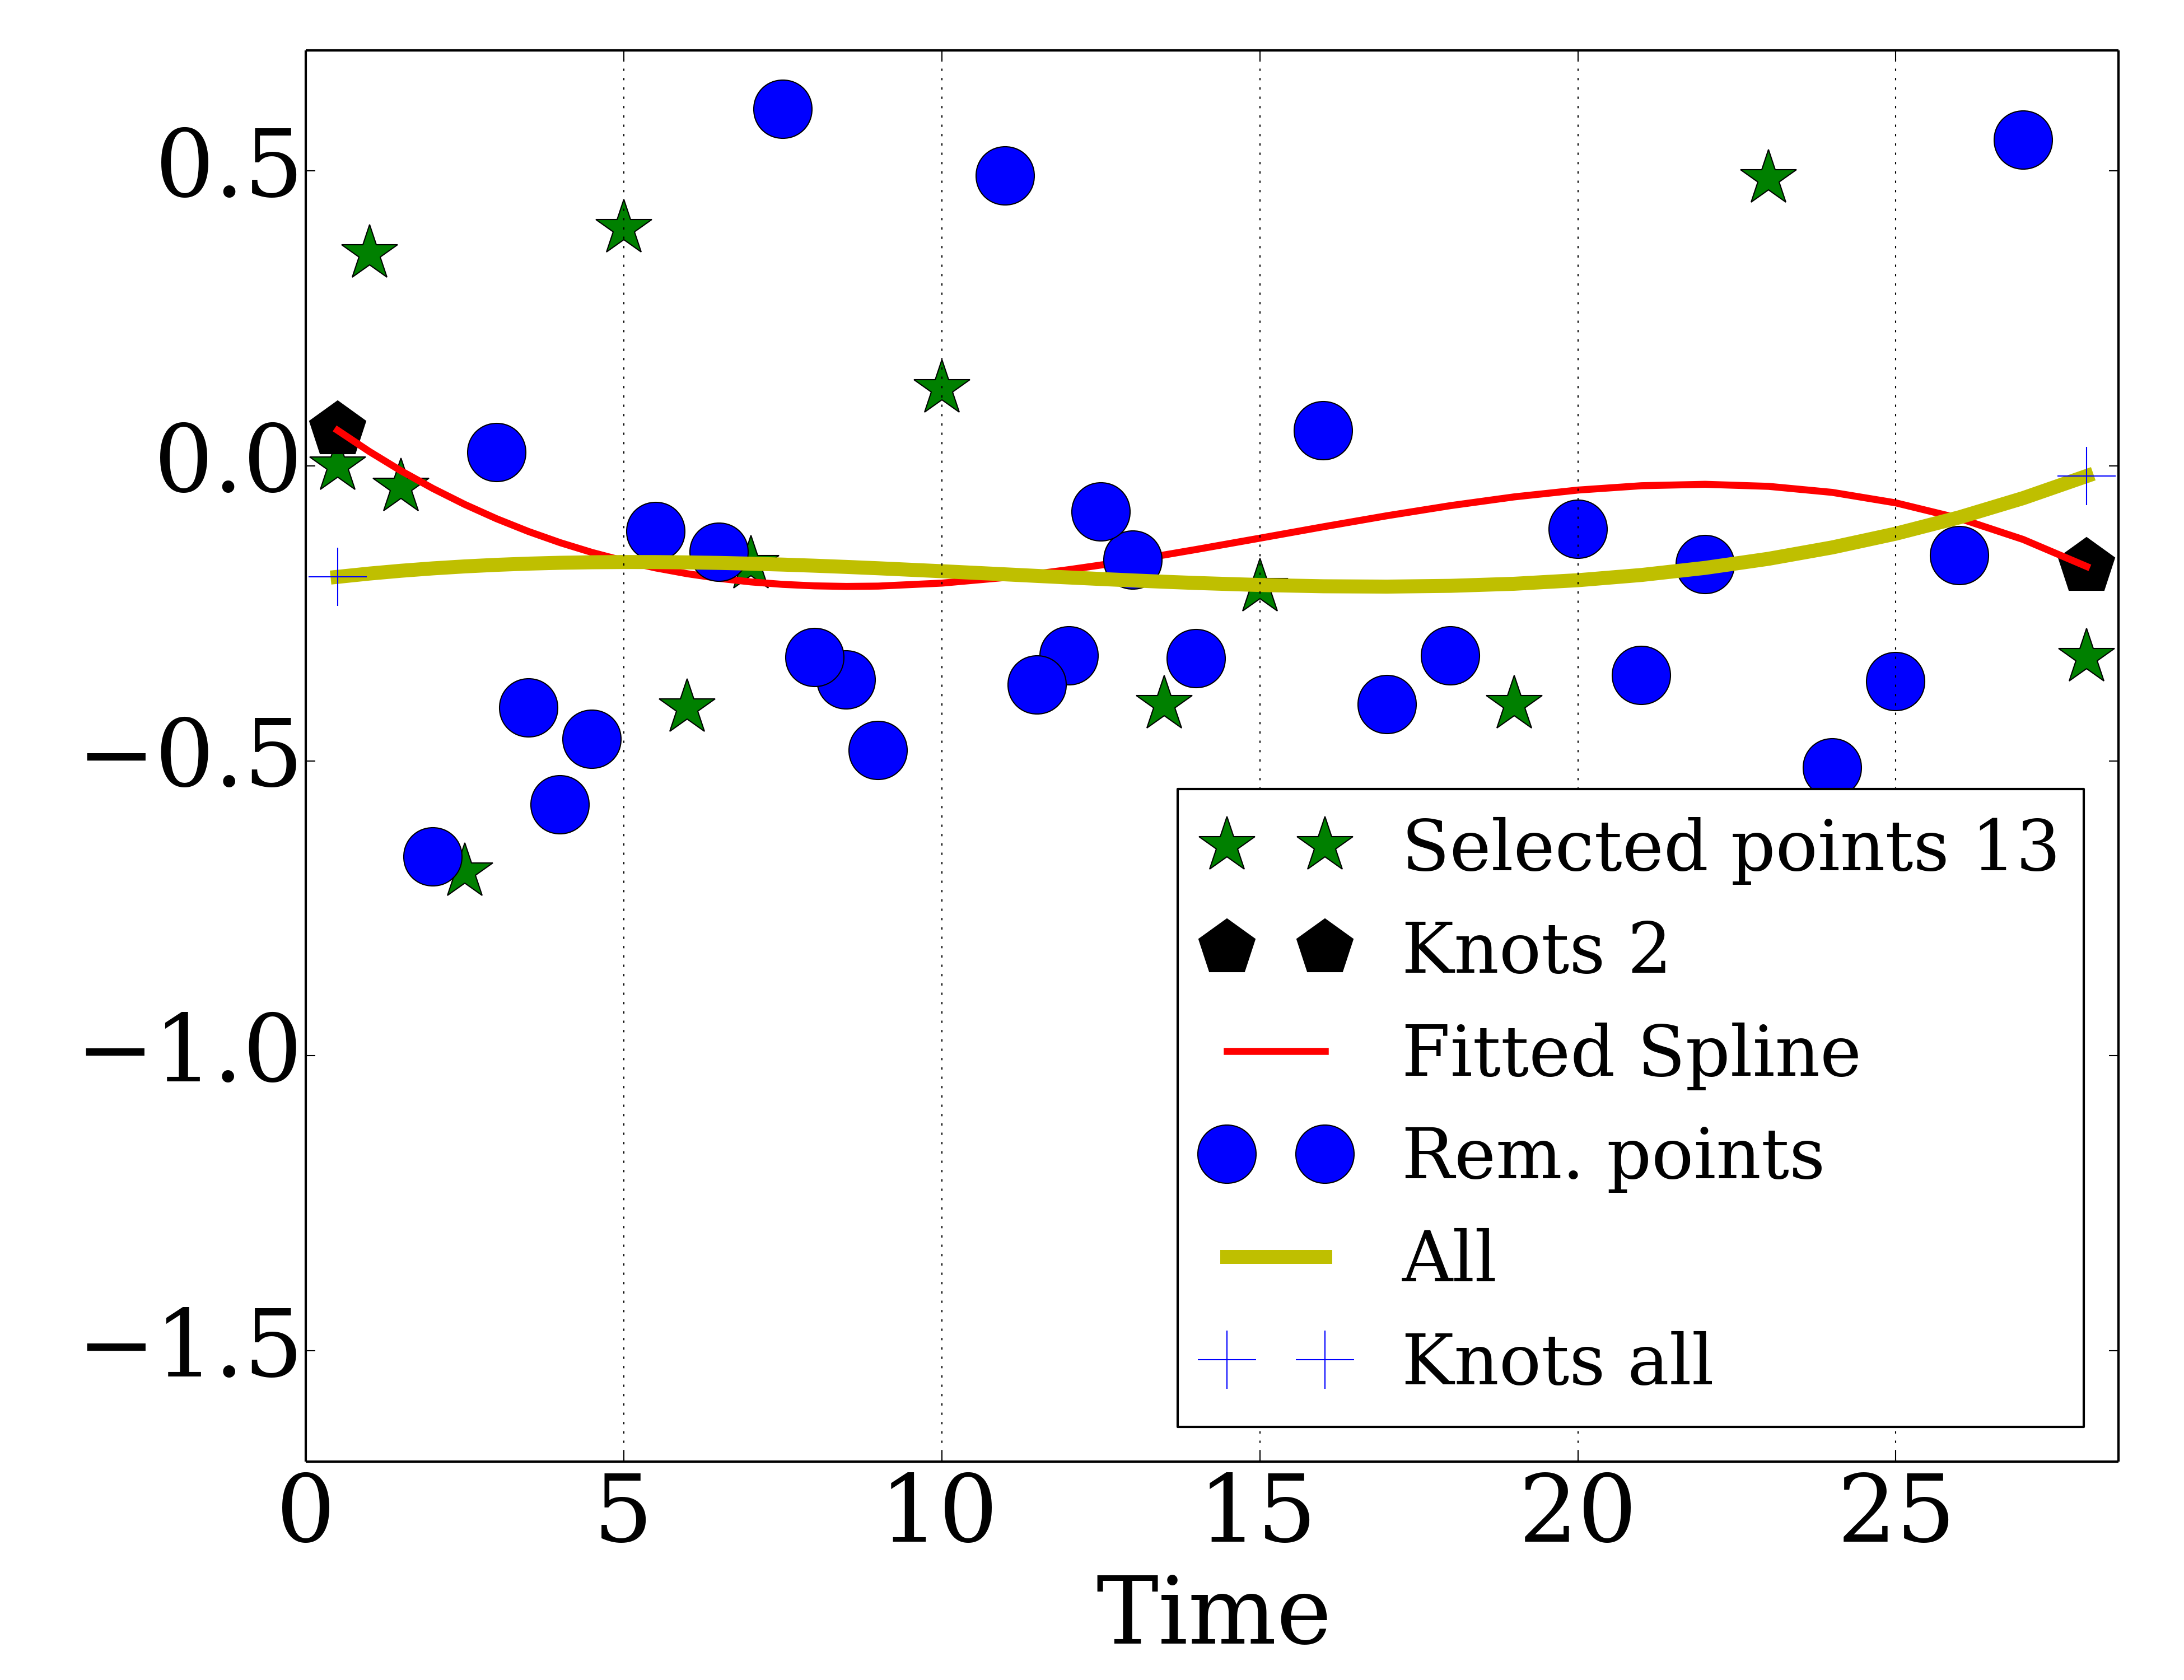 0.5
0.0
−0.5
−1.0
−1.5
Selected points 13
Knots 2
Fitted Spline
Rem. points
All
Knots all
0 5 10 15 20 25
Time